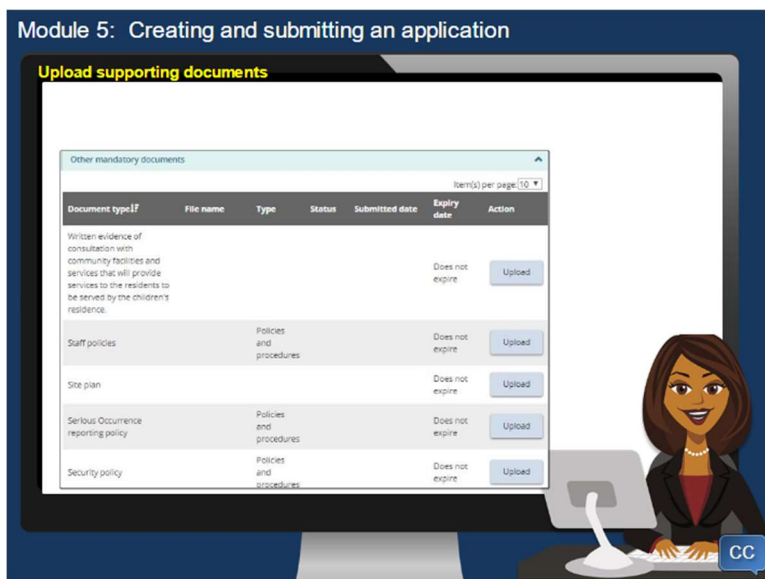 Module 5: Creating and submitting an application
Upload supporting documents
Other mandatory documents
Item(s) per page: 10
Document type File name Type Status Submitted date Expiry date Action
Written evidence of
consultation with
community facilities and
services that will provide
services to the residents to
be served by the children's
residence.
Does not
expire
Upload
Staff policies
Policies
and
procedures
Does not
expire
Upload
Site plan
Does not
expire
Upload
Serious Occurrence
reporting policy
Policies
and
procedures
Does not
expire
Upload
Security policy
Policies
and
procedures
Does not
expire
Upload
CC